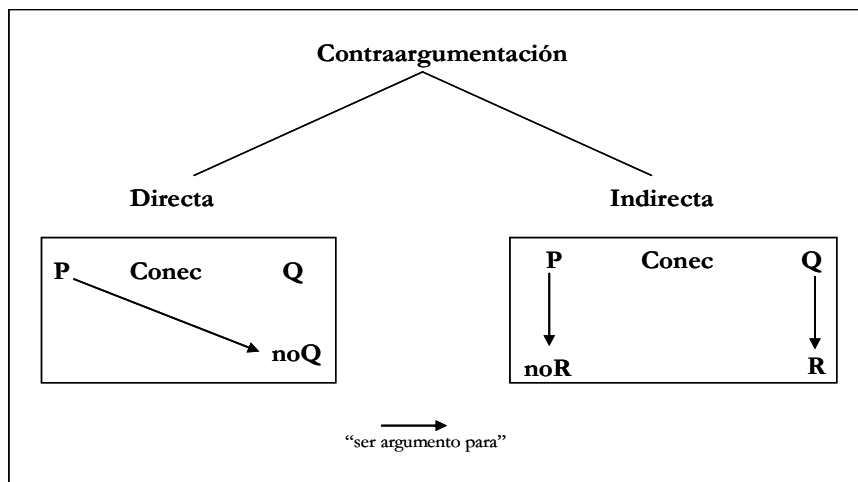 Contraargumentación
Directa Indirecta
P Conec Q
noQ
P Conec Q
noR R
“ser argumento para”